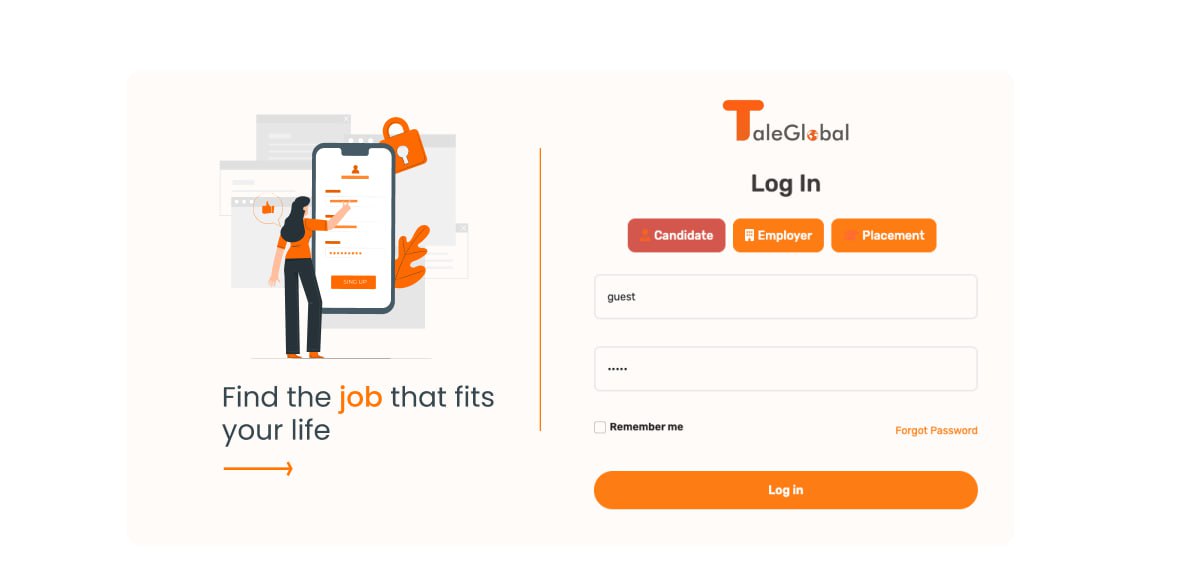 TaleGlobal
Log In
Candidate
Employer
Placement
guest
•••••
Remember me
Forgot Password
Log in
SING UP
Find the job that fits
your life